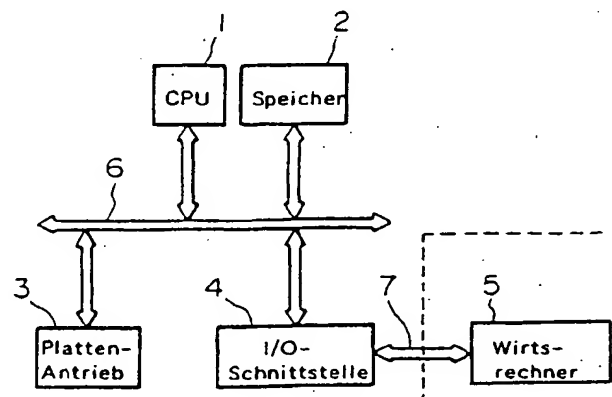 1
2
CPU
Speicher
6
3
4
7
5
Platten-
Antrieb
I/O-
Schnittstelle
Wirts-
rechner